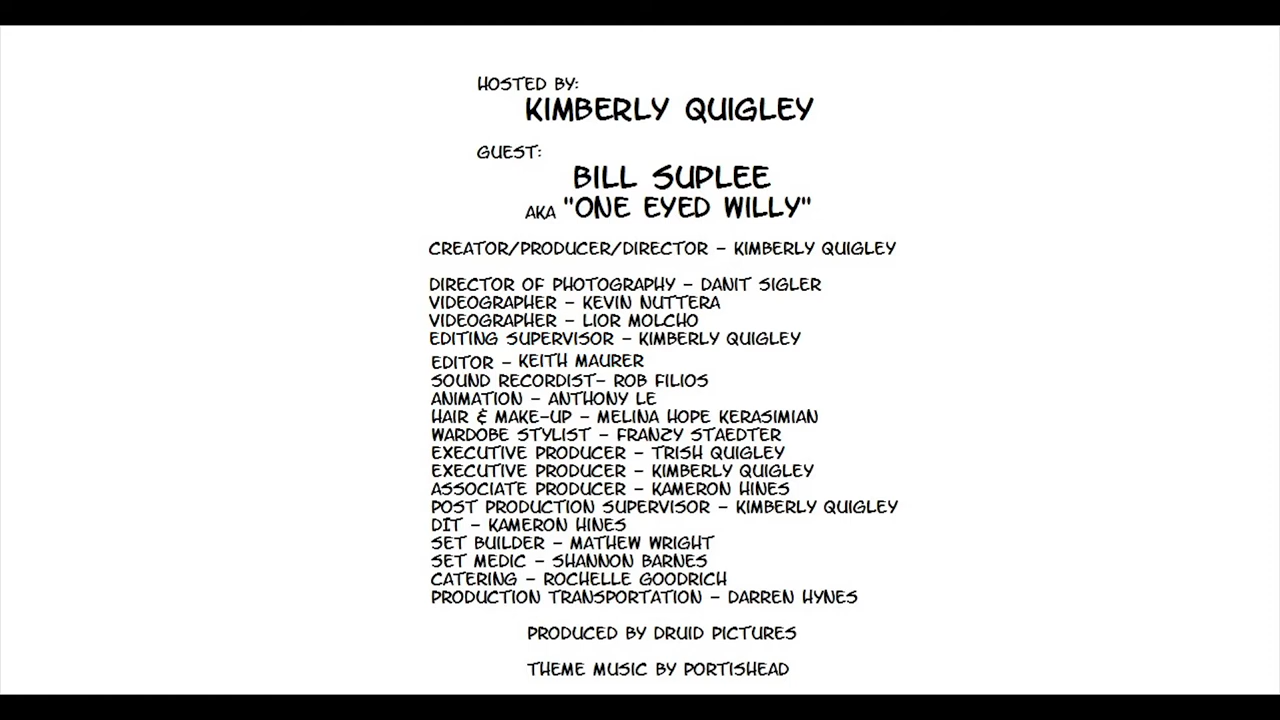 HOSTED BY:
KIMBERLY QUIGLEY
GUEST:
BILL SUPLEE
AKA "ONE EYED WILLY"
CREATOR/PRODUCER/DIRECTOR - KIMBERLY QUIGLEY
DIRECTOR OF PHOTOGRAPHY - DANIT SIGLER
VIDEOGRAPHER - KEVIN NUTTERA
VIDEOGRAPHER - LIOR MOLCHO
EDITING SUPERVISOR - KIMBERLY QUIGLEY
EDITOR - KEITH MAURER
SOUND RECORDIST- ROB FILIOS
ANIMATION - ANTHONY LE
HAIR & MAKE-UP - MELINA HOPE KERASIMIAN
WARDOBE STYLIST - FRANZY STAEDTER
EXECUTIVE PRODUCER - TRISH QUIGLEY
EXECUTIVE PRODUCER - KIMBERLY QUIGLEY
ASSOCIATE PRODUCER - KAMERON HINES
POST PRODUCTION SUPERVISOR - KIMBERLY QUIGLEY
DIT - KAMERON HINES
SET BUILDER - MATHEW WRIGHT
SET MEDIC - SHANNON BARNES
CATERING - ROCHELLE GOODRICH
PRODUCTION TRANSPORTATION - DARREN HYNES
PRODUCED BY DRUID PICTURES
THEME MUSIC BY PORTISHEAD